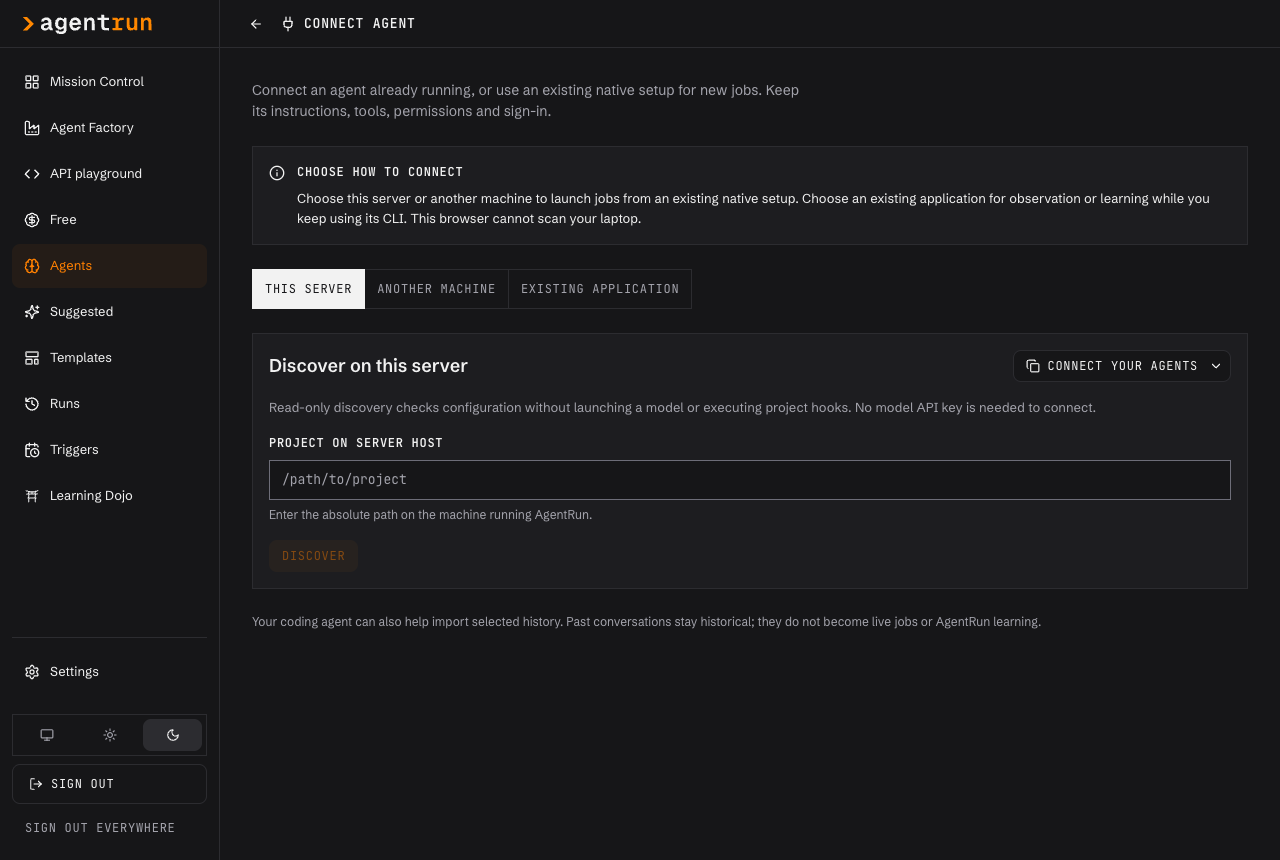 agentrun
CONNECT AGENT
Mission Control
Agent Factory
API playground
Free
Agents
Suggested
Templates
Runs
Triggers
Learning Dojo
Settings
SIGN OUT
SIGN OUT EVERYWHERE
Connect an agent already running, or use an existing native setup for new jobs. Keep
its instructions, tools, permissions and sign-in.
CHOOSE HOW TO CONNECT
Choose this server or another machine to launch jobs from an existing native setup. Choose an existing application for observation or learning while you
keep using its CLI. This browser cannot scan your laptop.
THIS SERVER
ANOTHER MACHINE
EXISTING APPLICATION
Discover on this server
CONNECT YOUR AGENTS
Read-only discovery checks configuration without launching a model or executing project hooks. No model API key is needed to connect.
PROJECT ON SERVER HOST
/path/to/project
Enter the absolute path on the machine running AgentRun.
DISCOVER
Your coding agent can also help import selected history. Past conversations stay historical; they do not become live jobs or AgentRun learning.